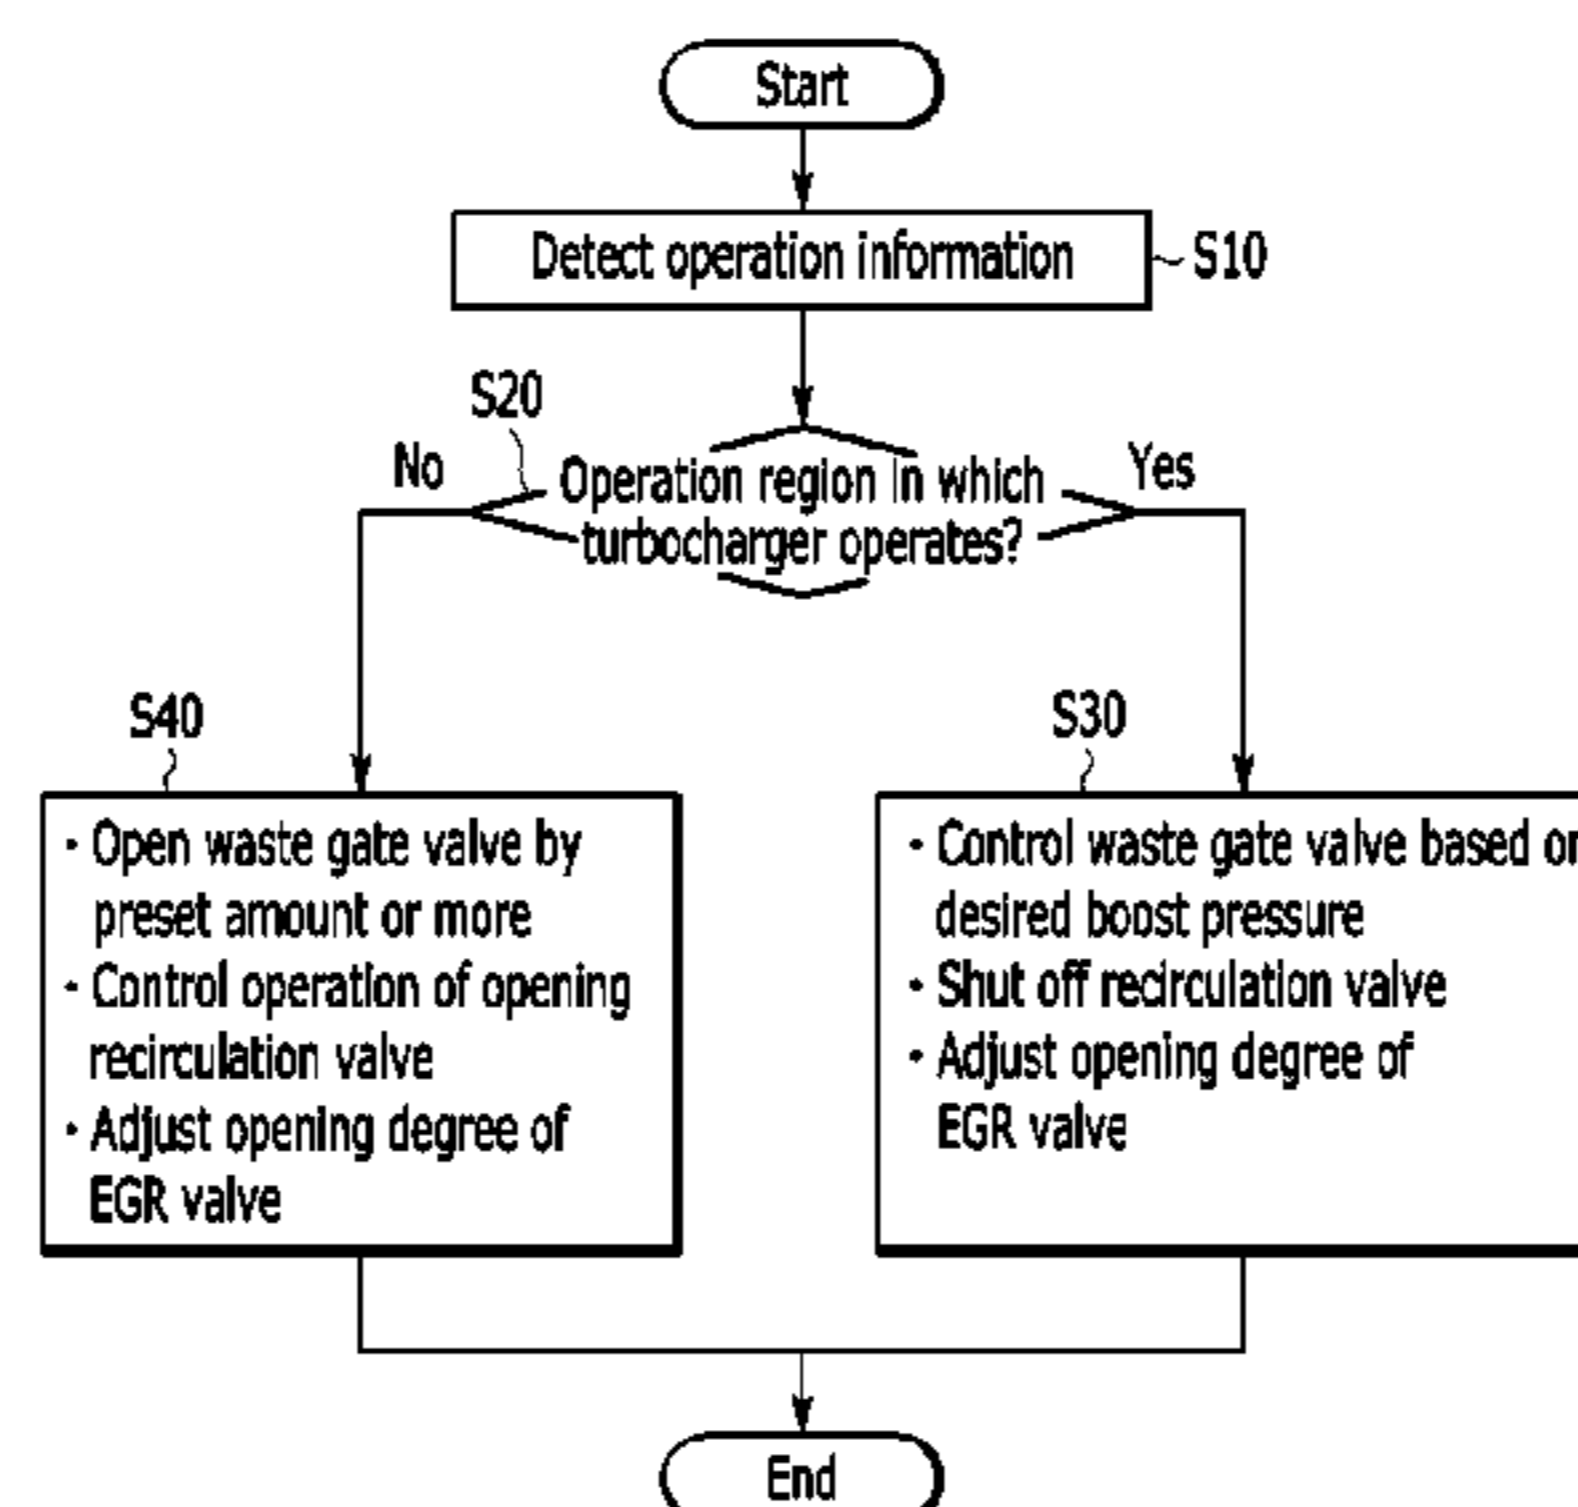 Start
Detect operation information
S10
S20
No
Operation region in which
turbocharger operates?
Yes
S40
· Open waste gate valve by
preset amount or more
· Control operation of opening
recirculation valve
· Adjust opening degree of
EGR valve
S30
· Control waste gate valve based on
desired boost pressure
· Shut off recirculation valve
· Adjust opening degree of
EGR valve
End